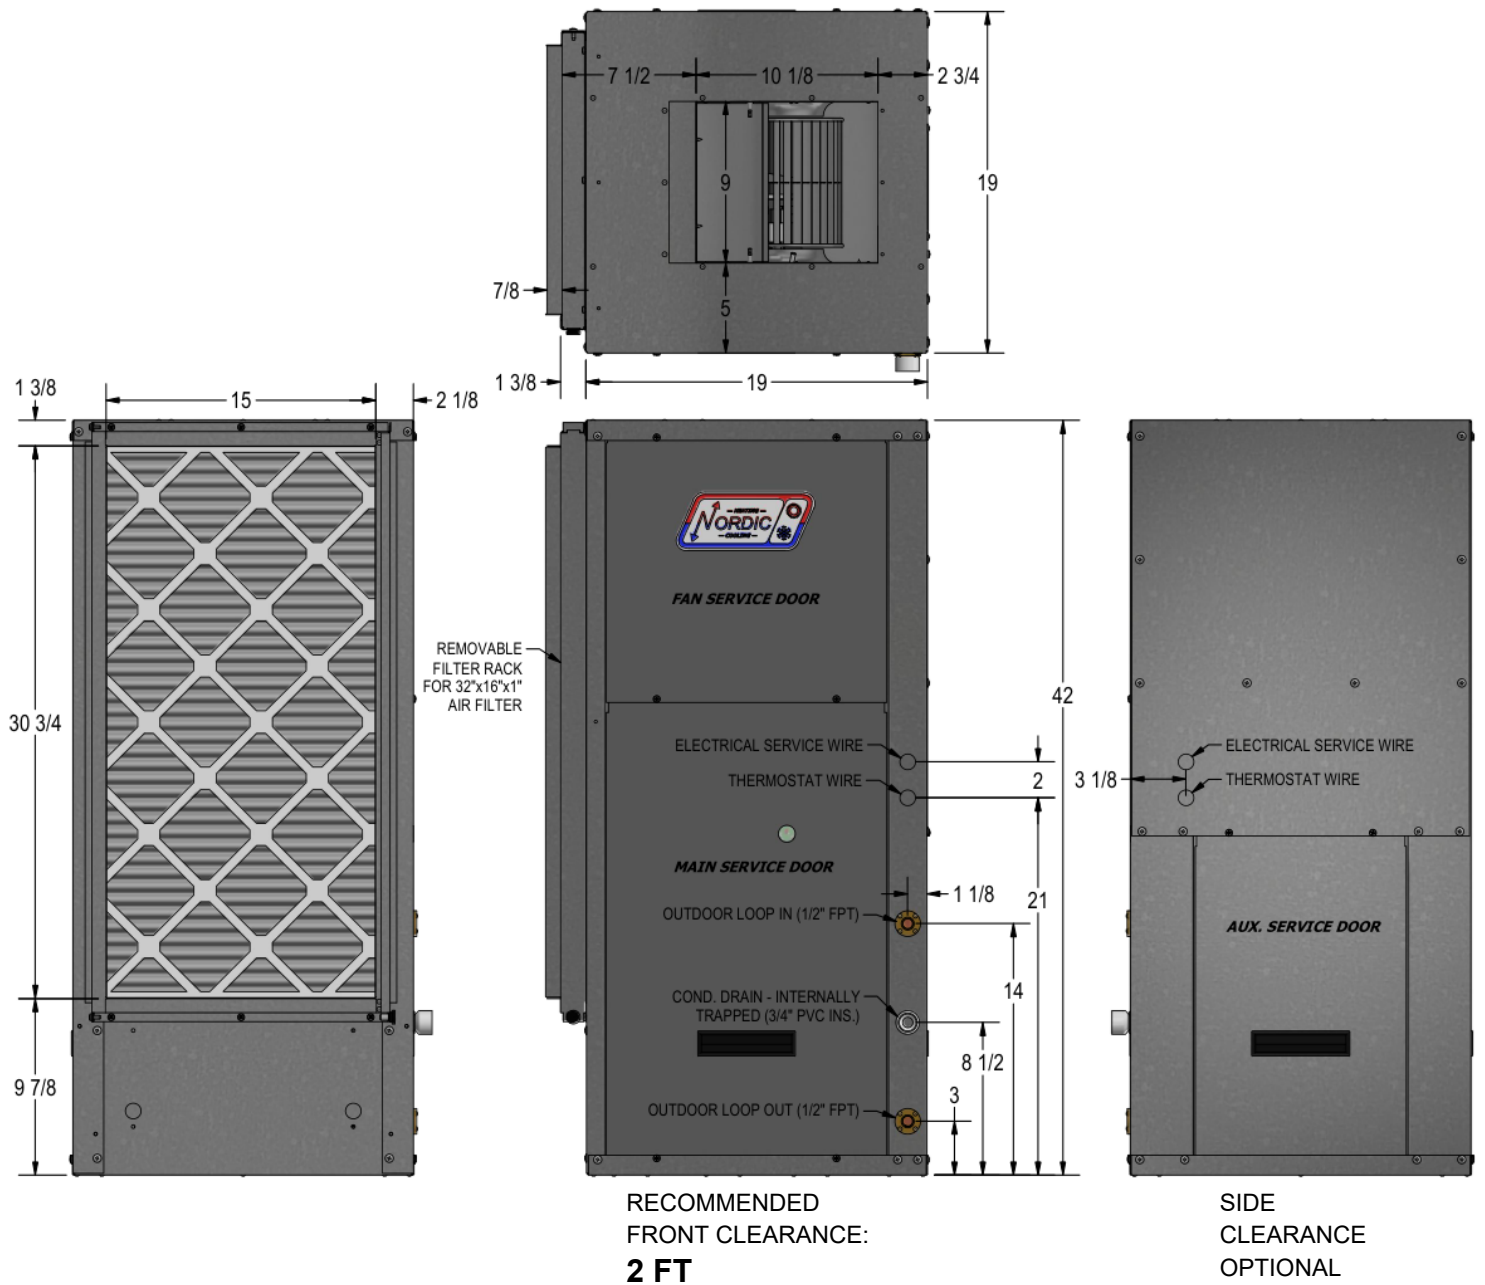 7 1/2
10 1/8
2 3/4
9
19
7/8
5
1 3/8
19
1 3/8
15
2 1/8
30 3/4
9 7/8
HEATING
NORDIC
COOLING
FAN SERVICE DOOR
REMOVABLE
FILTER RACK
FOR 32"x16"x1"
AIR FILTER
42
ELECTRICAL SERVICE WIRE
THERMOSTAT WIRE
2
MAIN SERVICE DOOR
1 1/8
21
OUTDOOR LOOP IN (1/2" FPT)
14
COND. DRAIN - INTERNALLY
TRAPPED (3/4" PVC INS.)
8 1/2
3
OUTDOOR LOOP OUT (1/2" FPT)
ELECTRICAL SERVICE WIRE
3 1/8
THERMOSTAT WIRE
AUX. SERVICE DOOR
RECOMMENDED
FRONT CLEARANCE:
2 FT
SIDE
CLEARANCE
OPTIONAL